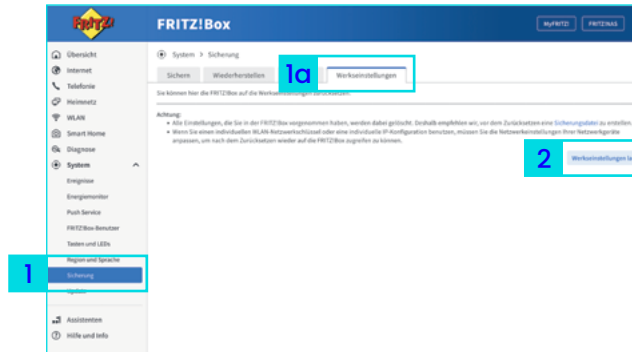 FRITZ!
FRITZ!Box
MyFRITZ!
FRITZ!NAS
Übersicht
Internet
Telefonie
Heimnetz
WLAN
Smart Home
Diagnose
System
Ereignisse
Energiemonitor
Push Service
FRITZ!Box-Benutzer
Tasten und LEDs
Region und Sprache
1
Sicherung
Update
Assistenten
Hilfe und Info
System > Sicherung
1a
Sichern Wiederherstellen Werkseinstellungen
Sie können hier die FRITZ!Box auf die Werkseinstellungen zurücksetzen.
Achtung:
• Alle Einstellungen, die Sie in der FRITZ!Box vorgenommen haben, werden dabei gelöscht. Deshalb empfehlen wir, vor dem Zurücksetzen eine Sicherungsdatei zu erstellen.
• Wenn Sie einen individuellen WLAN-Netzwerkschlüssel oder eine individuelle IP-Konfiguration benutzen, müssen Sie die Netzwerkeinstellungen Ihrer Netzwerkgeräte
anpassen, um nach dem Zurücksetzen wieder auf die FRITZ!Box zugreifen zu können.
2
Werkseinstellungen la